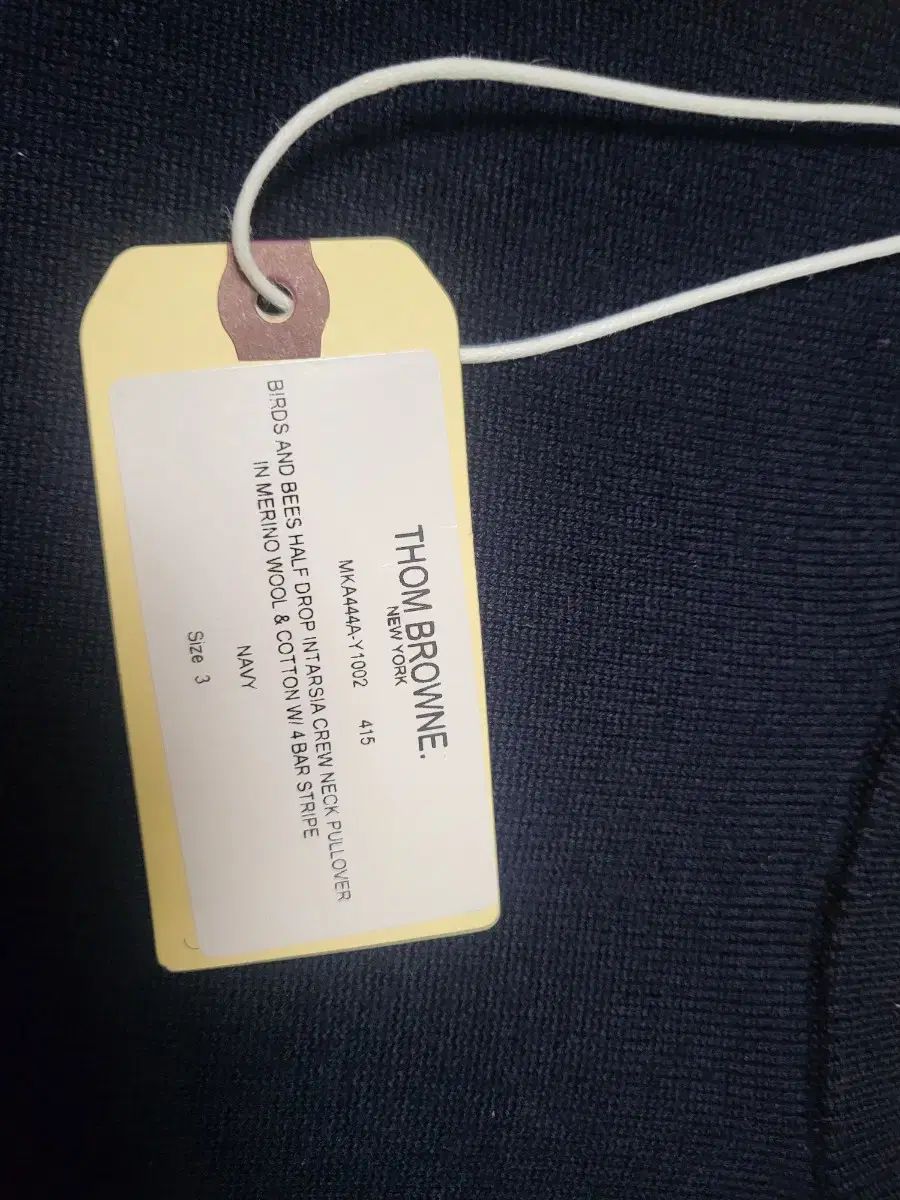 THOM BROWNE.
NEW YORK
MKA444A-Y1002 415
BIRDS AND BEES HALF DROP INTARSIA CREW NECK PULLOVER
IN MERINO WOOL & COTTON W/ 4 BAR STRIPE
NAVY
Size 3